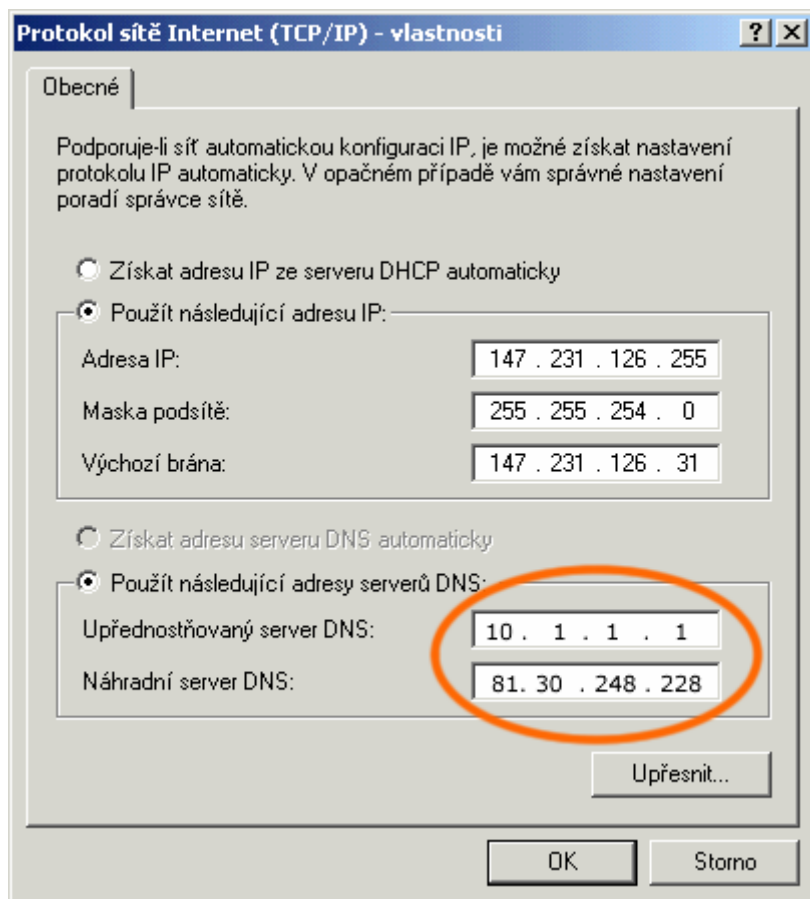 Protokol sítě Internet (TCP/IP) - vlastnosti
Obecné
Podporuje-li síť automatickou konfiguraci IP, je možné získat nastavení
protokolu IP automaticky. V opačném případě vám správné nastavení
poradí správce sítě.
Získat adresu IP ze serveru DHCP automaticky
Použít následující adresu IP:
Adresa IP: 147 . 231 . 126 . 255
Maska podsítě: 255 . 255 . 254 . 0
Výchozí brána: 147 . 231 . 126 . 31
Získat adresu serveru DNS automaticky
Použít následující adresy serverů DNS:
Upřednostňovaný server DNS: 10 . 1 . 1 . 1
Náhradní server DNS: 81. 30 . 248 . 228
Upřesnit...
OK Storno